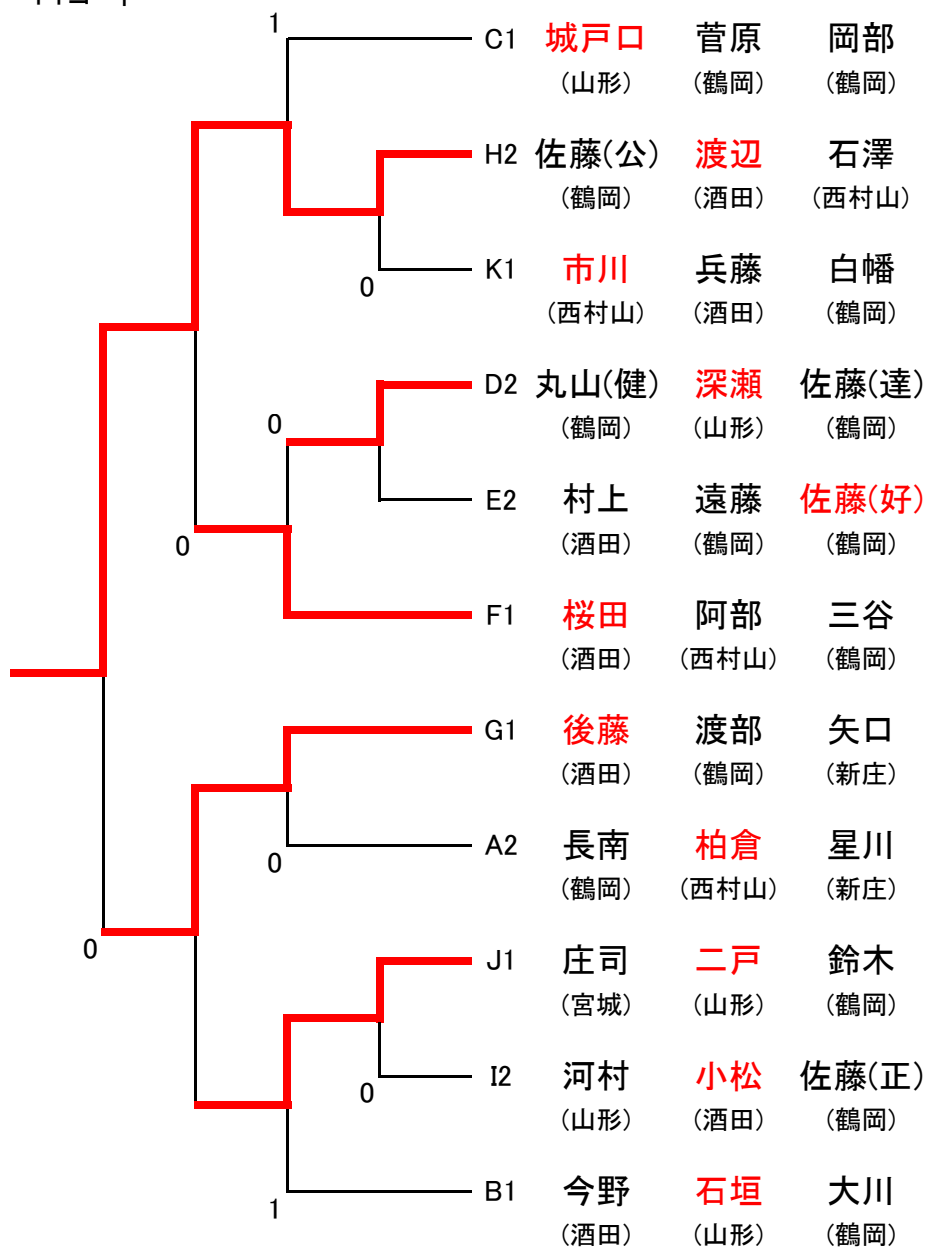 1
C1 城戸口 菅原 岡部
(山形) (鶴岡) (鶴岡)
H2 佐藤(公) 渡辺 石澤
(鶴岡) (酒田) (西村山)
K1 市川 兵藤 白幡
0
(西村山) (酒田) (鶴岡)
D2 丸山(健) 深瀬 佐藤(達)
0
(鶴岡) (山形) (鶴岡)
E2 村上 遠藤 佐藤(好)
0
(酒田) (鶴岡) (鶴岡)
F1 桜田 阿部 三谷
(酒田) (西村山) (鶴岡)
G1 後藤 渡部 矢口
(酒田) (鶴岡) (新庄)
A2 長南 柏倉 星川
0
(鶴岡) (西村山) (新庄)
0
J1 庄司 二戸 鈴木
(宮城) (山形) (鶴岡)
I2 河村 小松 佐藤(正)
0
(山形) (酒田) (鶴岡)
B1 今野 石垣 大川
1
(酒田) (山形) (鶴岡)